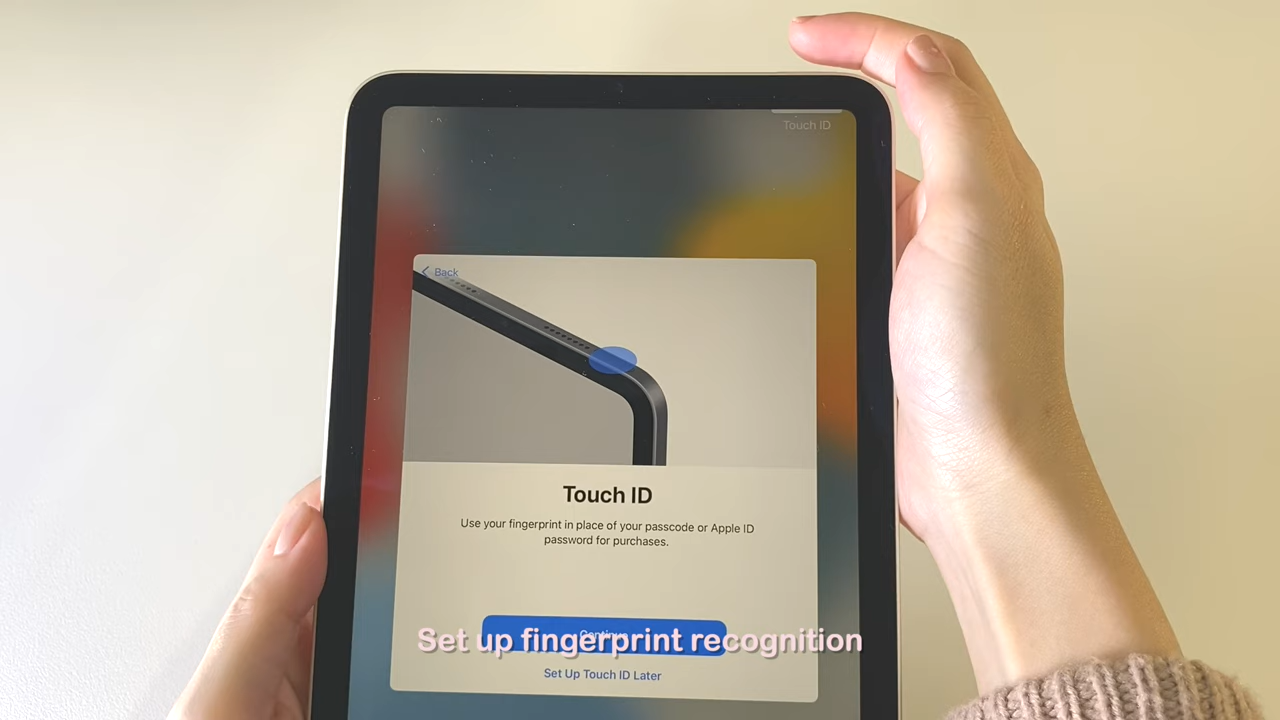 Touch ID
Back
Touch ID
Use your fingerprint in place of your passcode or Apple ID
password for purchases.
Continue
Set up fingerprint recognition
Set Up Touch ID Later